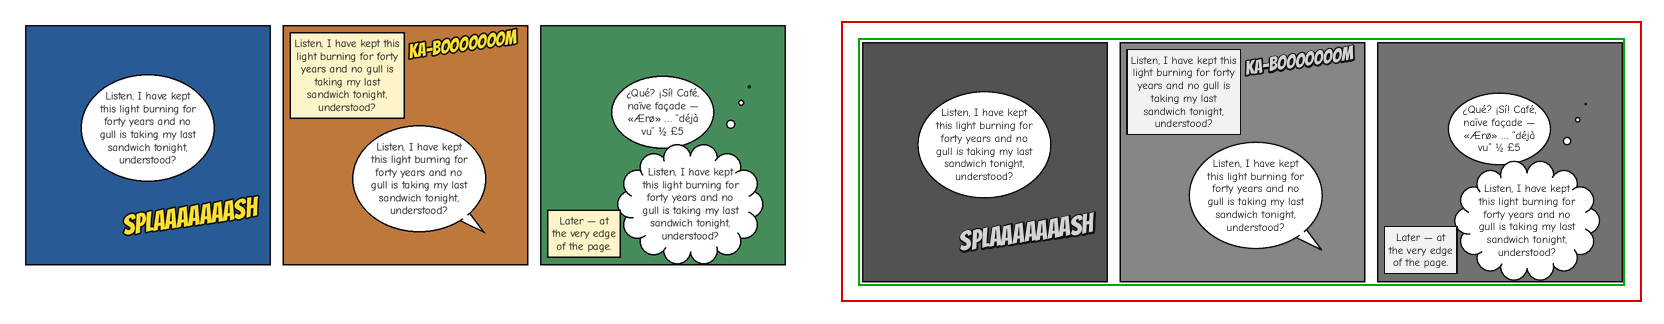 Listen, I have kept
this light burning for
forty years and no
gull is taking my last
sandwich tonight,
understood?
SPLAAAAAAASH
Listen, I have kept this
light burning for forty
years and no gull is
taking my last
sandwich tonight,
understood?
KA-BOOOOOOOM
Listen, I have kept
this light burning for
forty years and no
gull is taking my last
sandwich tonight,
understood?
¿Qué? ¡Sí! Café,
naïve façade —
«Ærø» … "déjà
vu" ½ £5
Listen, I have kept
this light burning for
forty years and no
gull is taking my last
sandwich tonight,
understood?
Later — at
the very edge
of the page.
Listen, I have kept
this light burning for
forty years and no
gull is taking my last
sandwich tonight,
understood?
SPLAAAAAAASH
Listen, I have kept this
light burning for forty
years and no gull is
taking my last
sandwich tonight,
understood?
KA-BOOOOOOOM
Listen, I have kept
this light burning for
forty years and no
gull is taking my last
sandwich tonight,
understood?
¿Qué? ¡Sí! Café,
naïve façade —
«Ærø» … "déjà
vu" ½ £5
Listen, I have kept
this light burning for
forty years and no
gull is taking my last
sandwich tonight,
understood?
Later — at
the very edge
of the page.